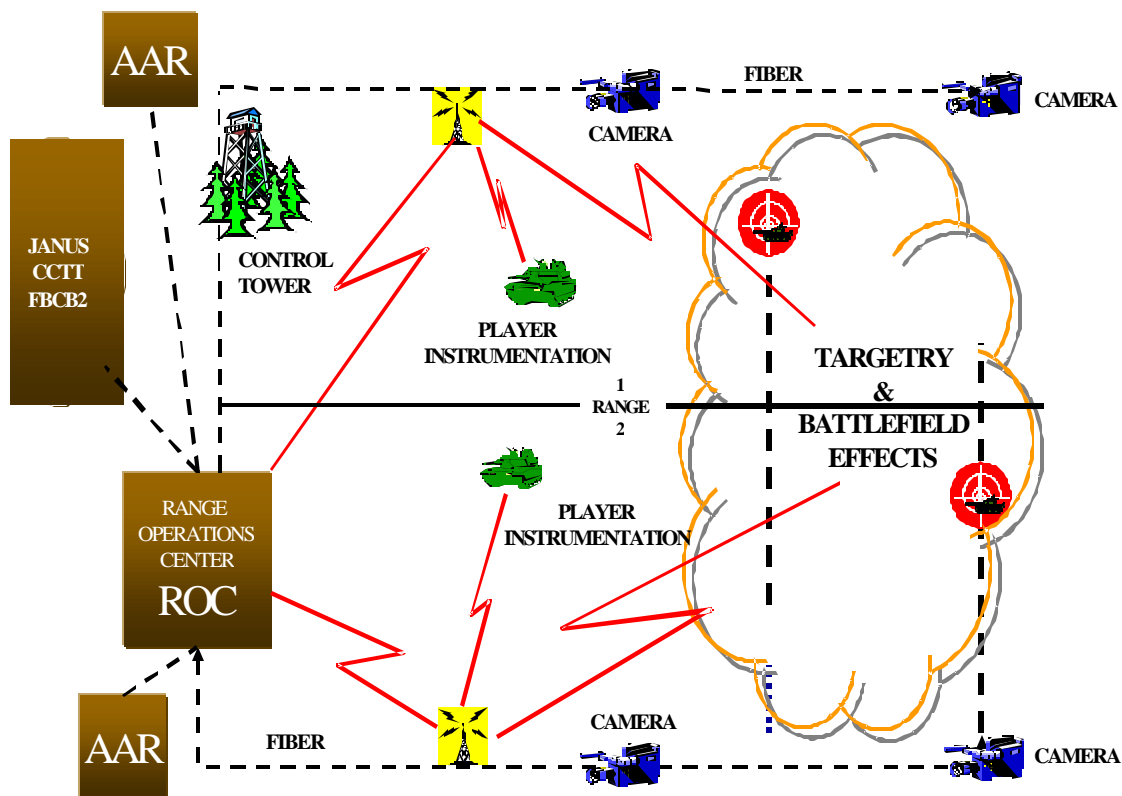 AAR
FIBER
CAMERA
CAMERA
JANUS
CCTT
FBCB2
CONTROL
TOWER
PLAYER
INSTRUMENTATION
1
RANGE
2
TARGETRY
&
BATTLEFIELD
EFFECTS
RANGE
OPERATIONS
CENTER
ROC
PLAYER
INSTRUMENTATION
AAR
FIBER
CAMERA
CAMERA